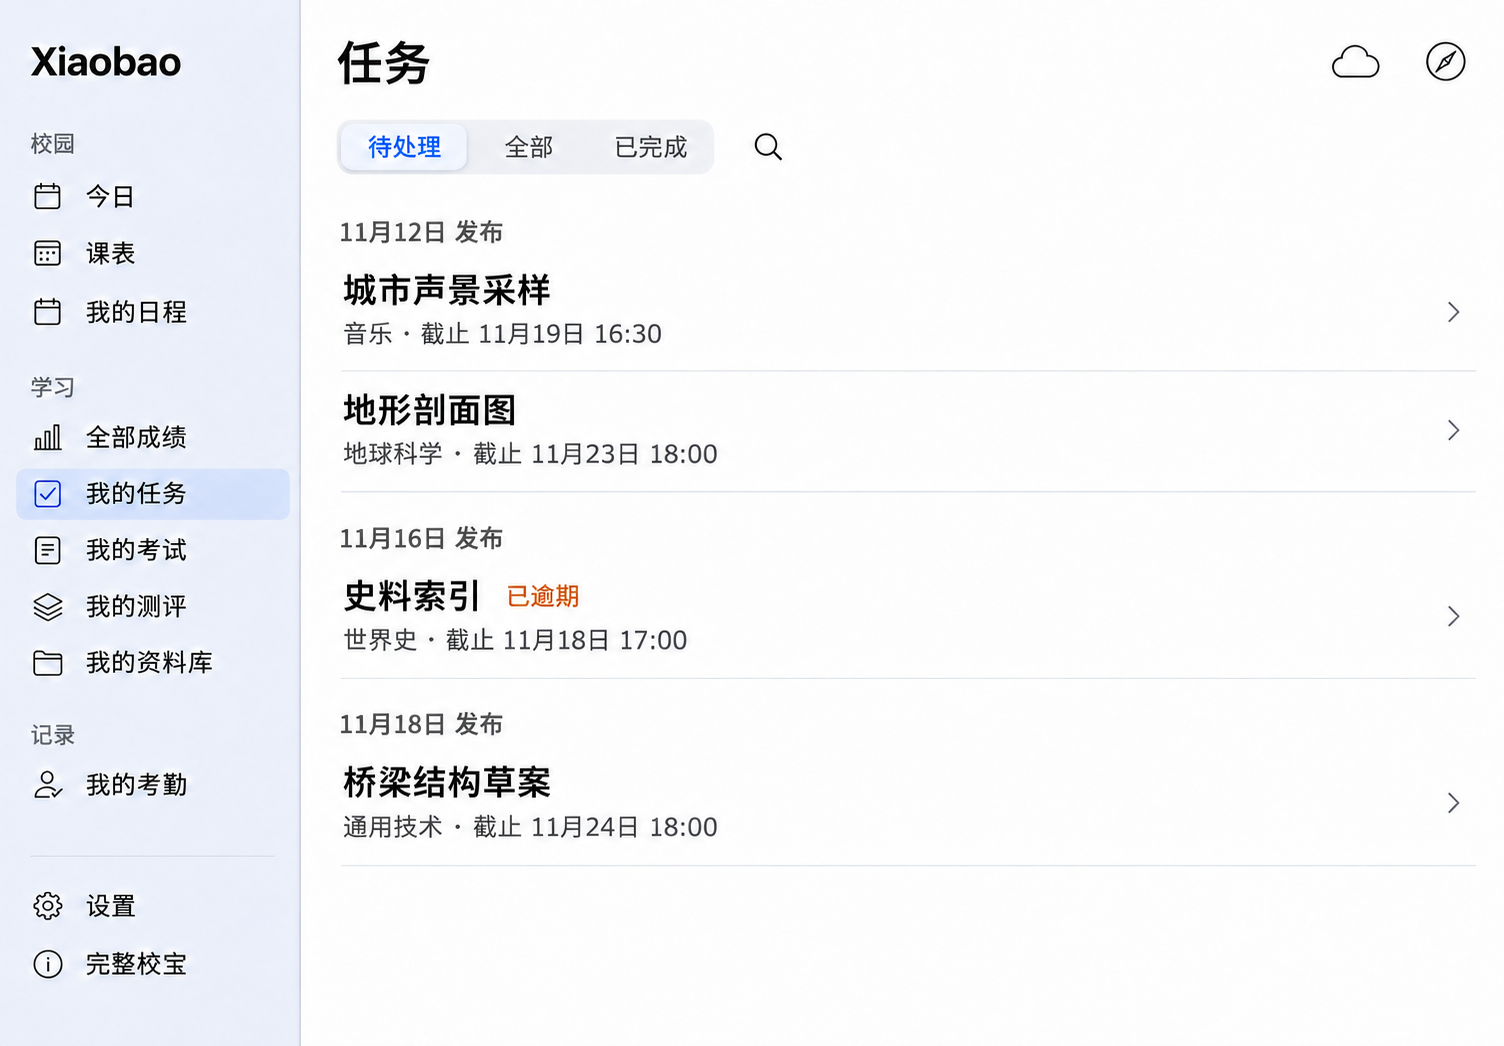 Xiaobao
校园
今日
课表
我的日程
学习
全部成绩
我的任务
我的考试
我的测评
我的资料库
记录
我的考勤
设置
完整校宝
任务
待处理 全部 已完成
11月12日 发布
城市声景采样
音乐 · 截止 11月19日 16:30
地形剖面图
地球科学 · 截止 11月23日 18:00
11月16日 发布
史料索引 已逾期
世界史 · 截止 11月18日 17:00
11月18日 发布
桥梁结构草案
通用技术 · 截止 11月24日 18:00